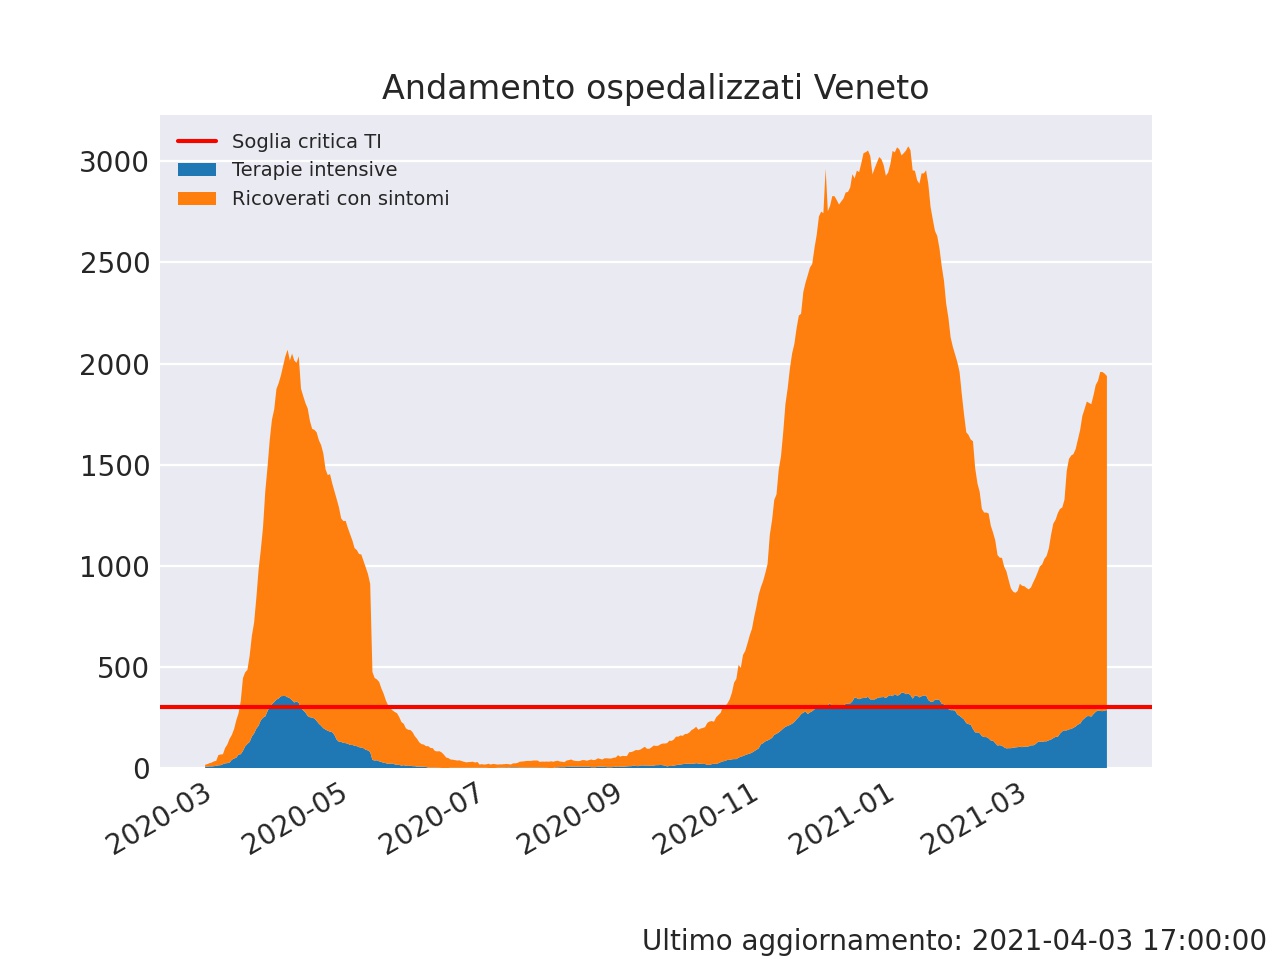 Andamento ospedalizzati Veneto
Soglia critica TI
Terapie intensive
Ricoverati con sintomi
3000
2500
2000
1500
1000
500
0
2020-03
2020-05
2020-07
2020-09
2020-11
2021-01
2021-03
Ultimo aggiornamento: 2021-04-03 17:00:00